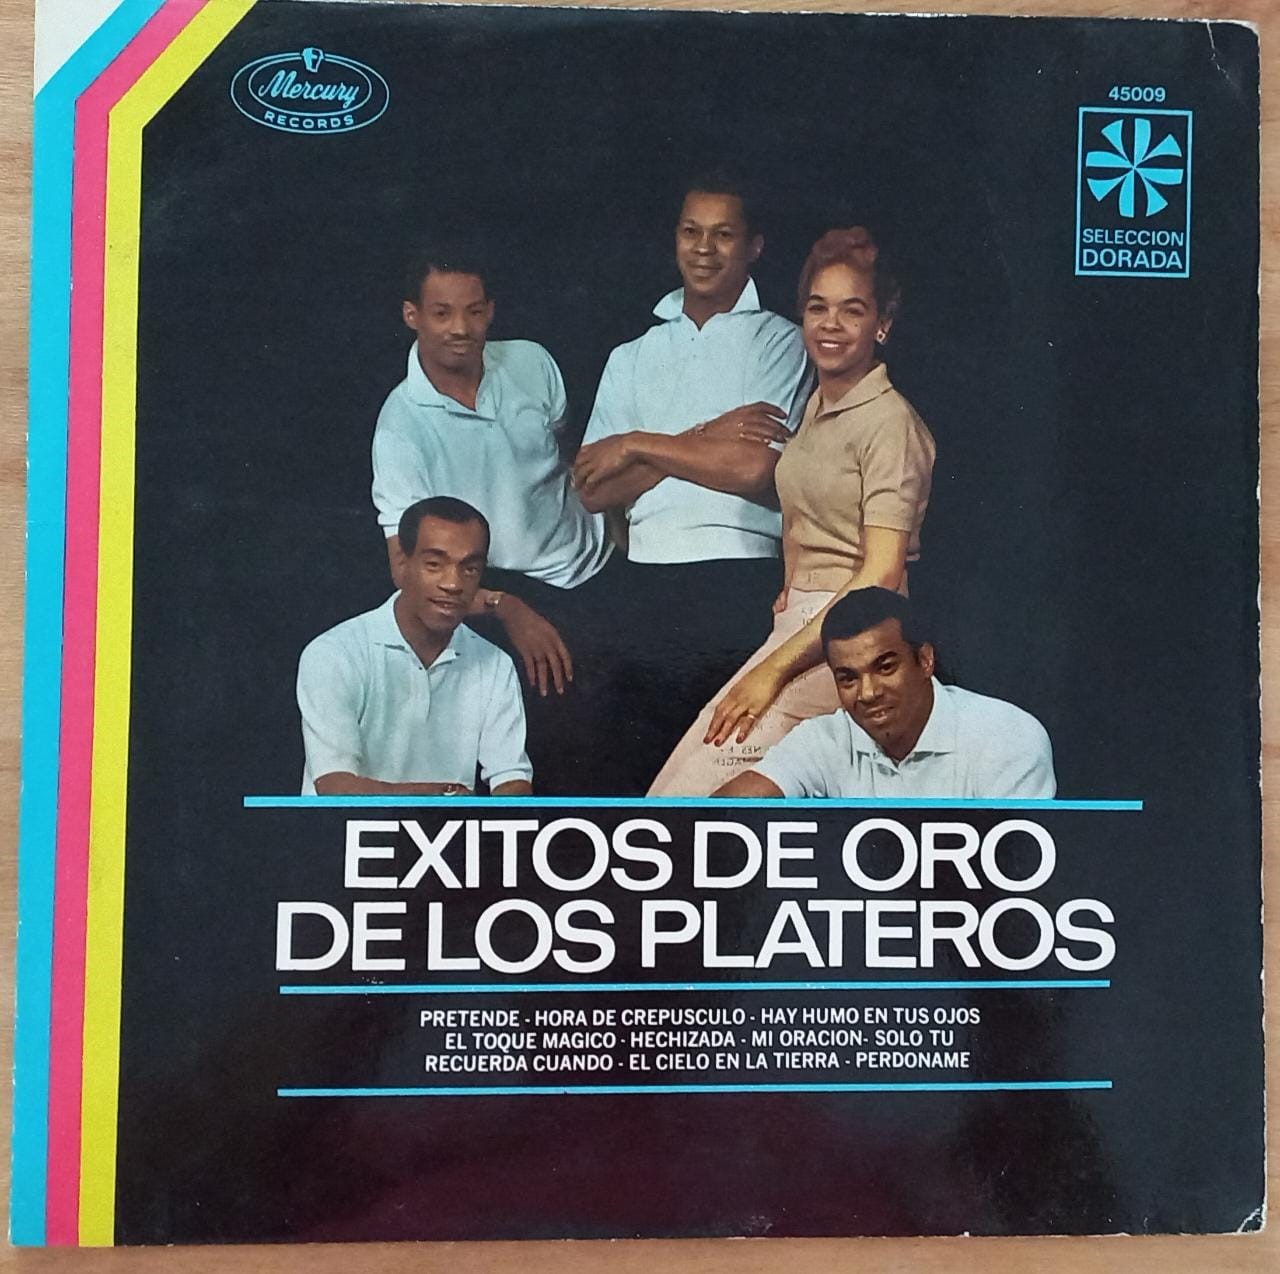 Mercury
RECORDS
45009
SELECCION
DORADA
EXITOS DE ORO
DE LOS PLATEROS
PRETENDE - HORA DE CREPUSCULO - HAY HUMO EN TUS OJOS
EL TOQUE MAGICO - HECHIZADA - MI ORACION- SOLO TU
RECUERDA CUANDO - EL CIELO EN LA TIERRA - PERDONAME